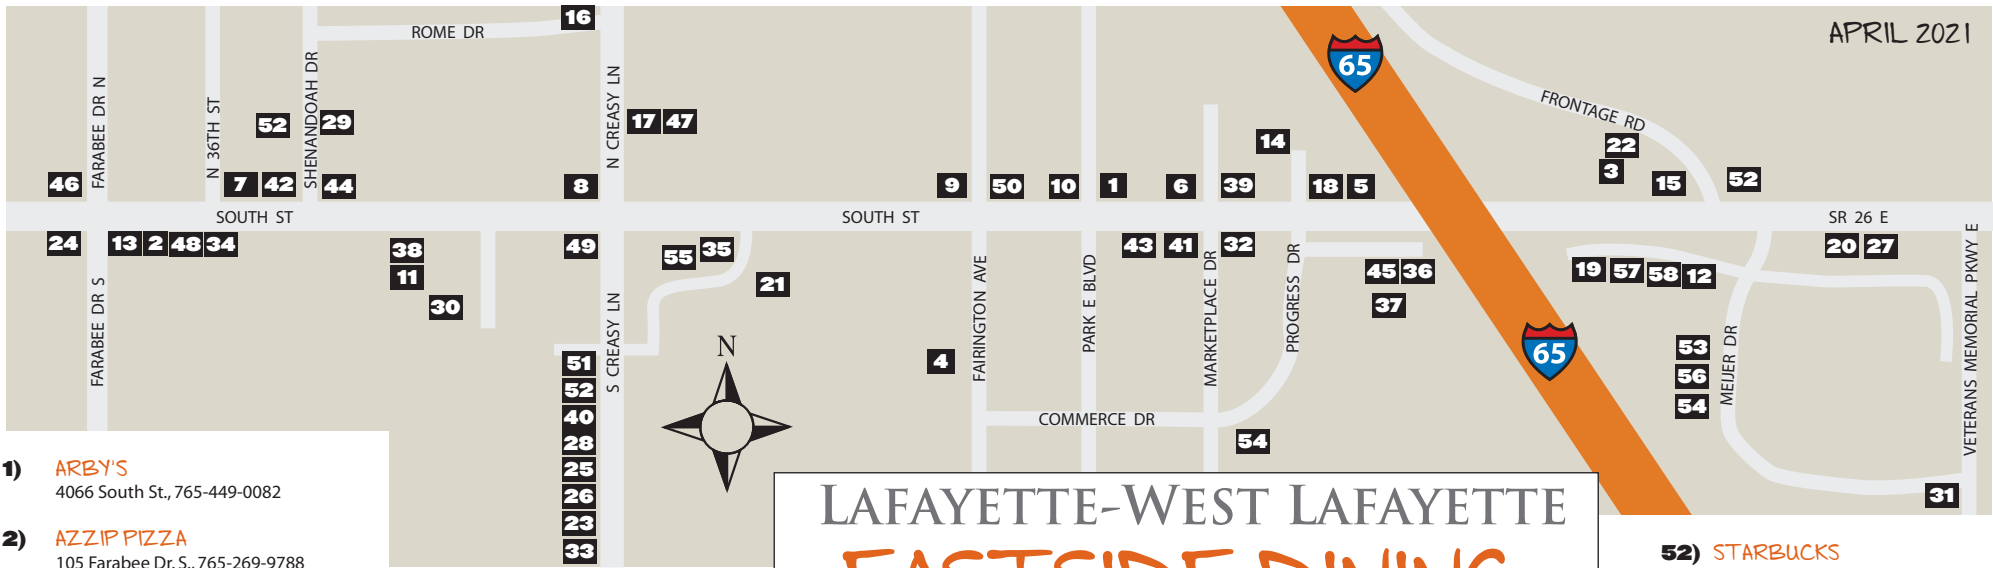 APRIL 2021
16
ROME DR
65
FARABEE DR N
N 36TH ST
SHENANDOAH DR
N CREASY LN
FRONTAGE RD
52
29
17
47
14
22
3
46
7
42
44
8
9
50
10
1
6
39
18
5
15
52
SOUTH ST
SOUTH ST
SR 26 E
24
13
2
48
34
38
11
30
49
55
35
21
43
41
32
45
36
37
19
57
58
12
20
27
FARABEE DR S
S CREASY LN
FAIRINGTON AVE
PARK E BLVD
MARKETPLACE DR
PROGRESS DR
MEIJER DR
VETERANS MEMORIAL PKWY E
65
N
4
51
52
40
28
25
26
23
33
53
56
54
COMMERCE DR
54
31
1) ARBY'S
4066 South St., 765-449-0082
2) AZZIP PIZZA
105 Farabee Dr. S., 765-269-9788
LAFAYETTE-WEST LAFAYETTE
EASTSIDE DINING
52) STARBUCKS